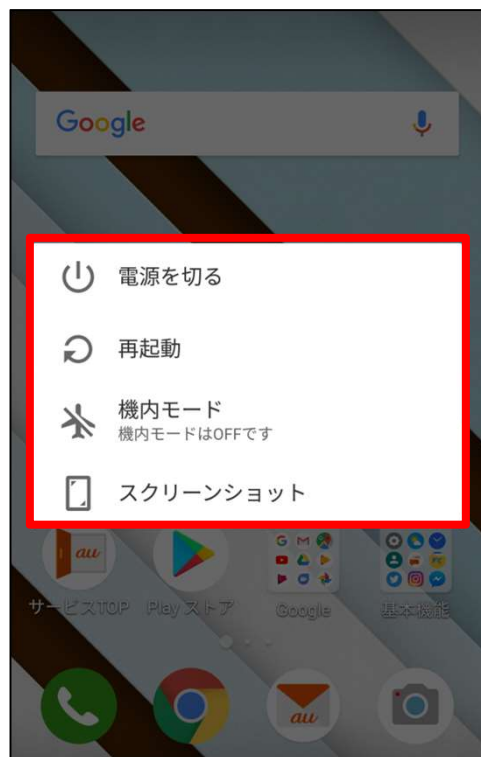 Google
電源を切る
再起動
機内モード
機内モードはOFFです
スクリーンショット
au
サービスTOP
Play ストア
Google
基本機能
au